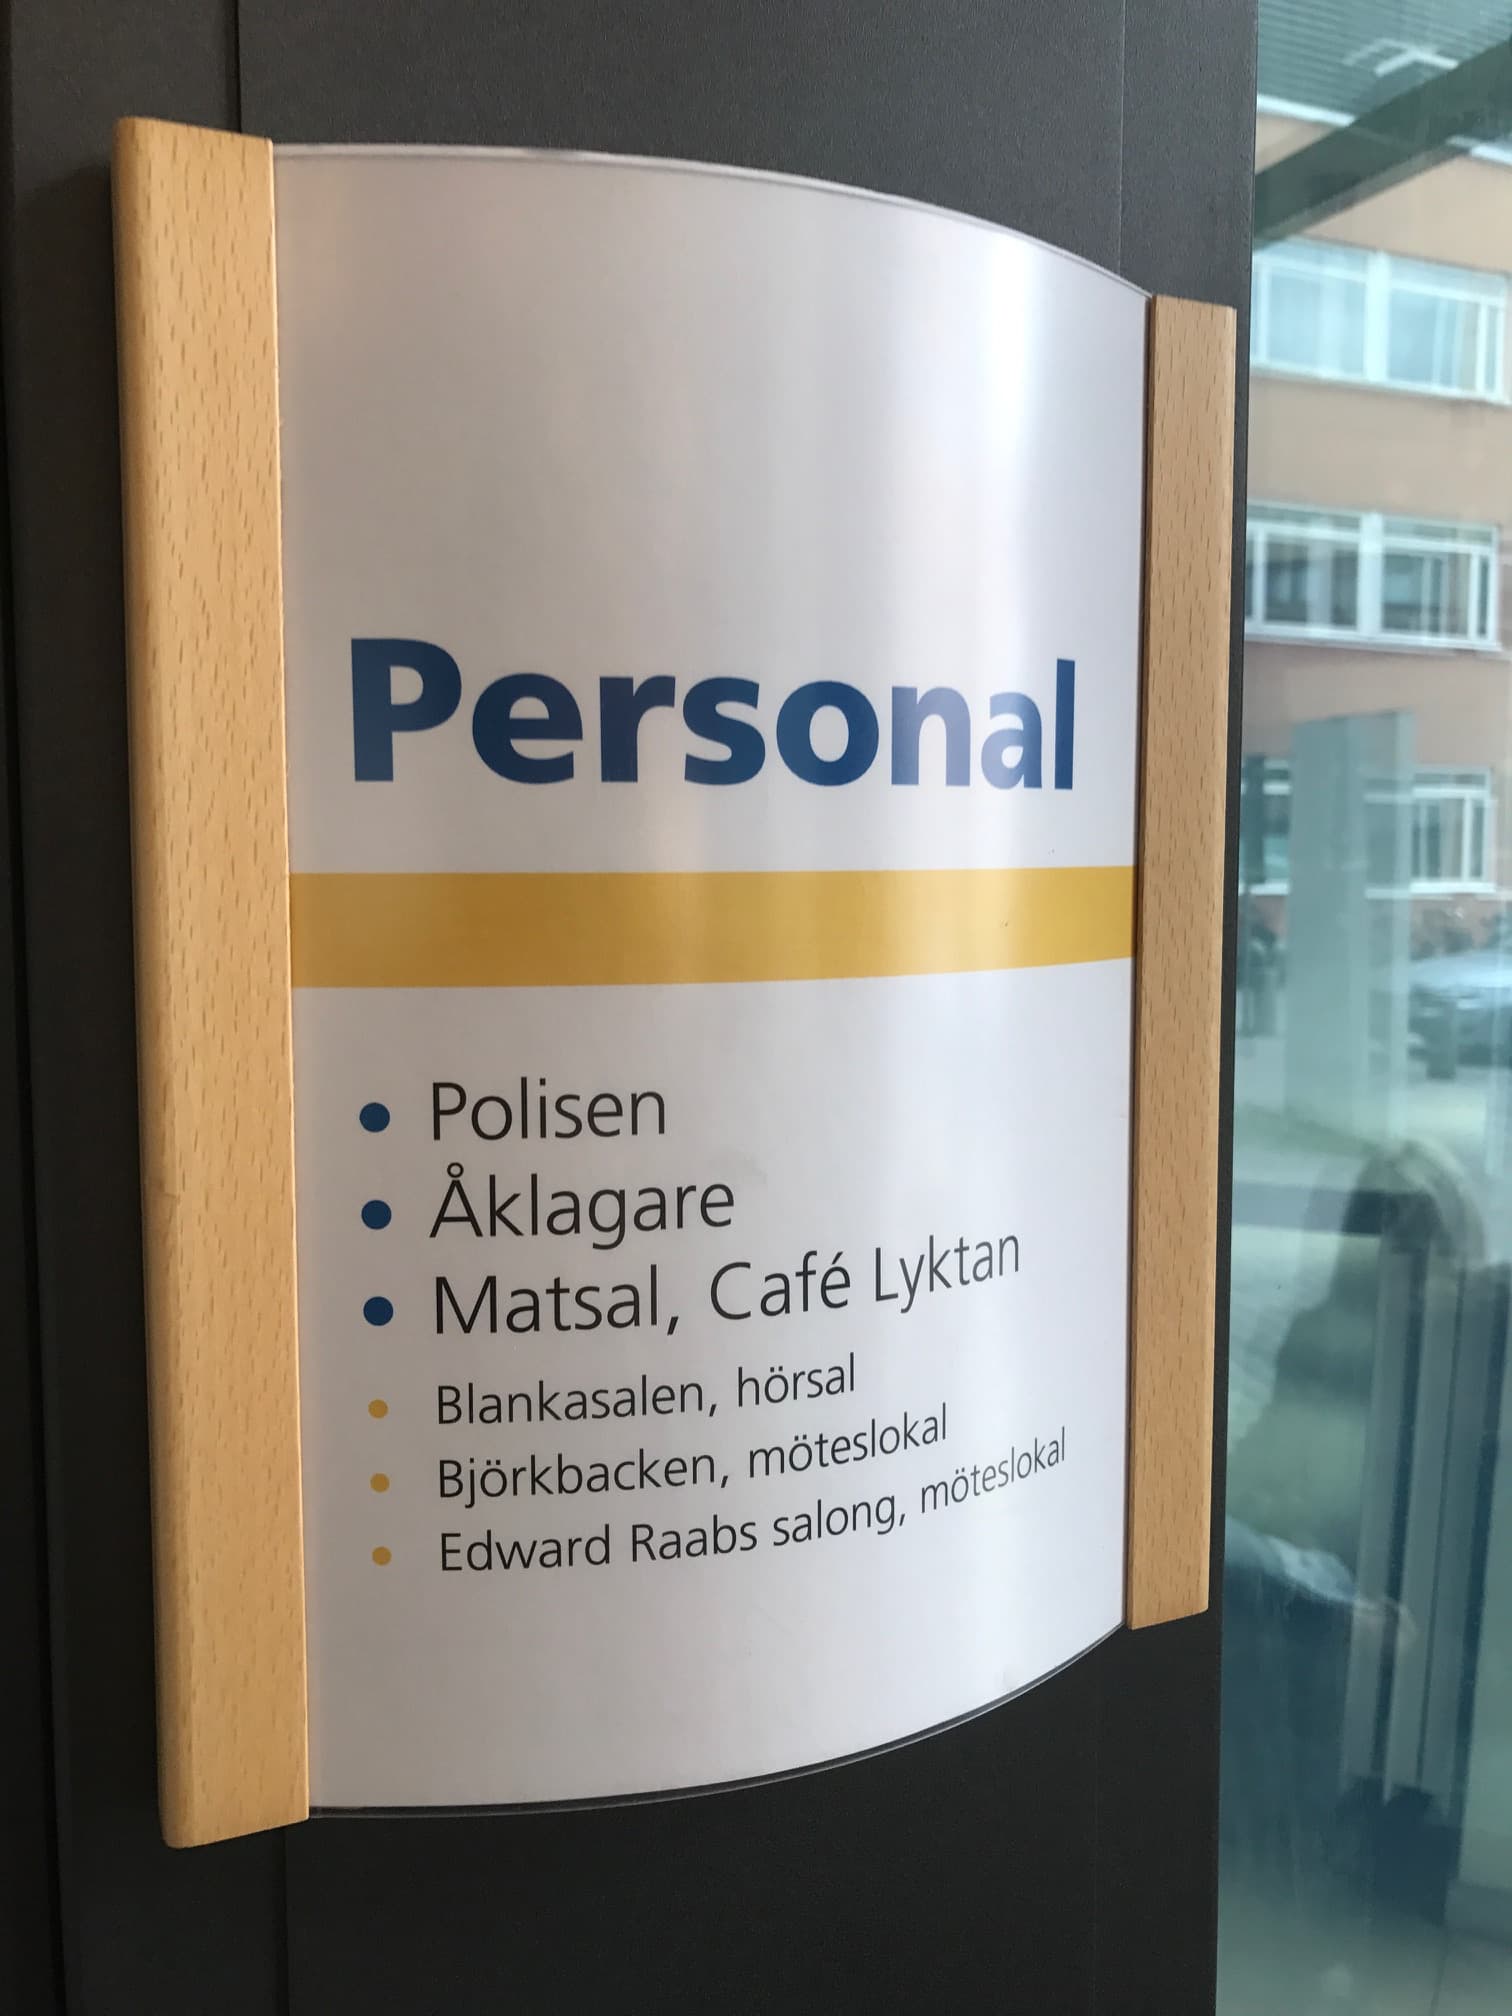 Personal
Polisen
Åklagare
Matsal, Café Lyktan
Blankasalen, hörsal
Björkbacken, möteslokal
Edward Raabs salong, möteslokal